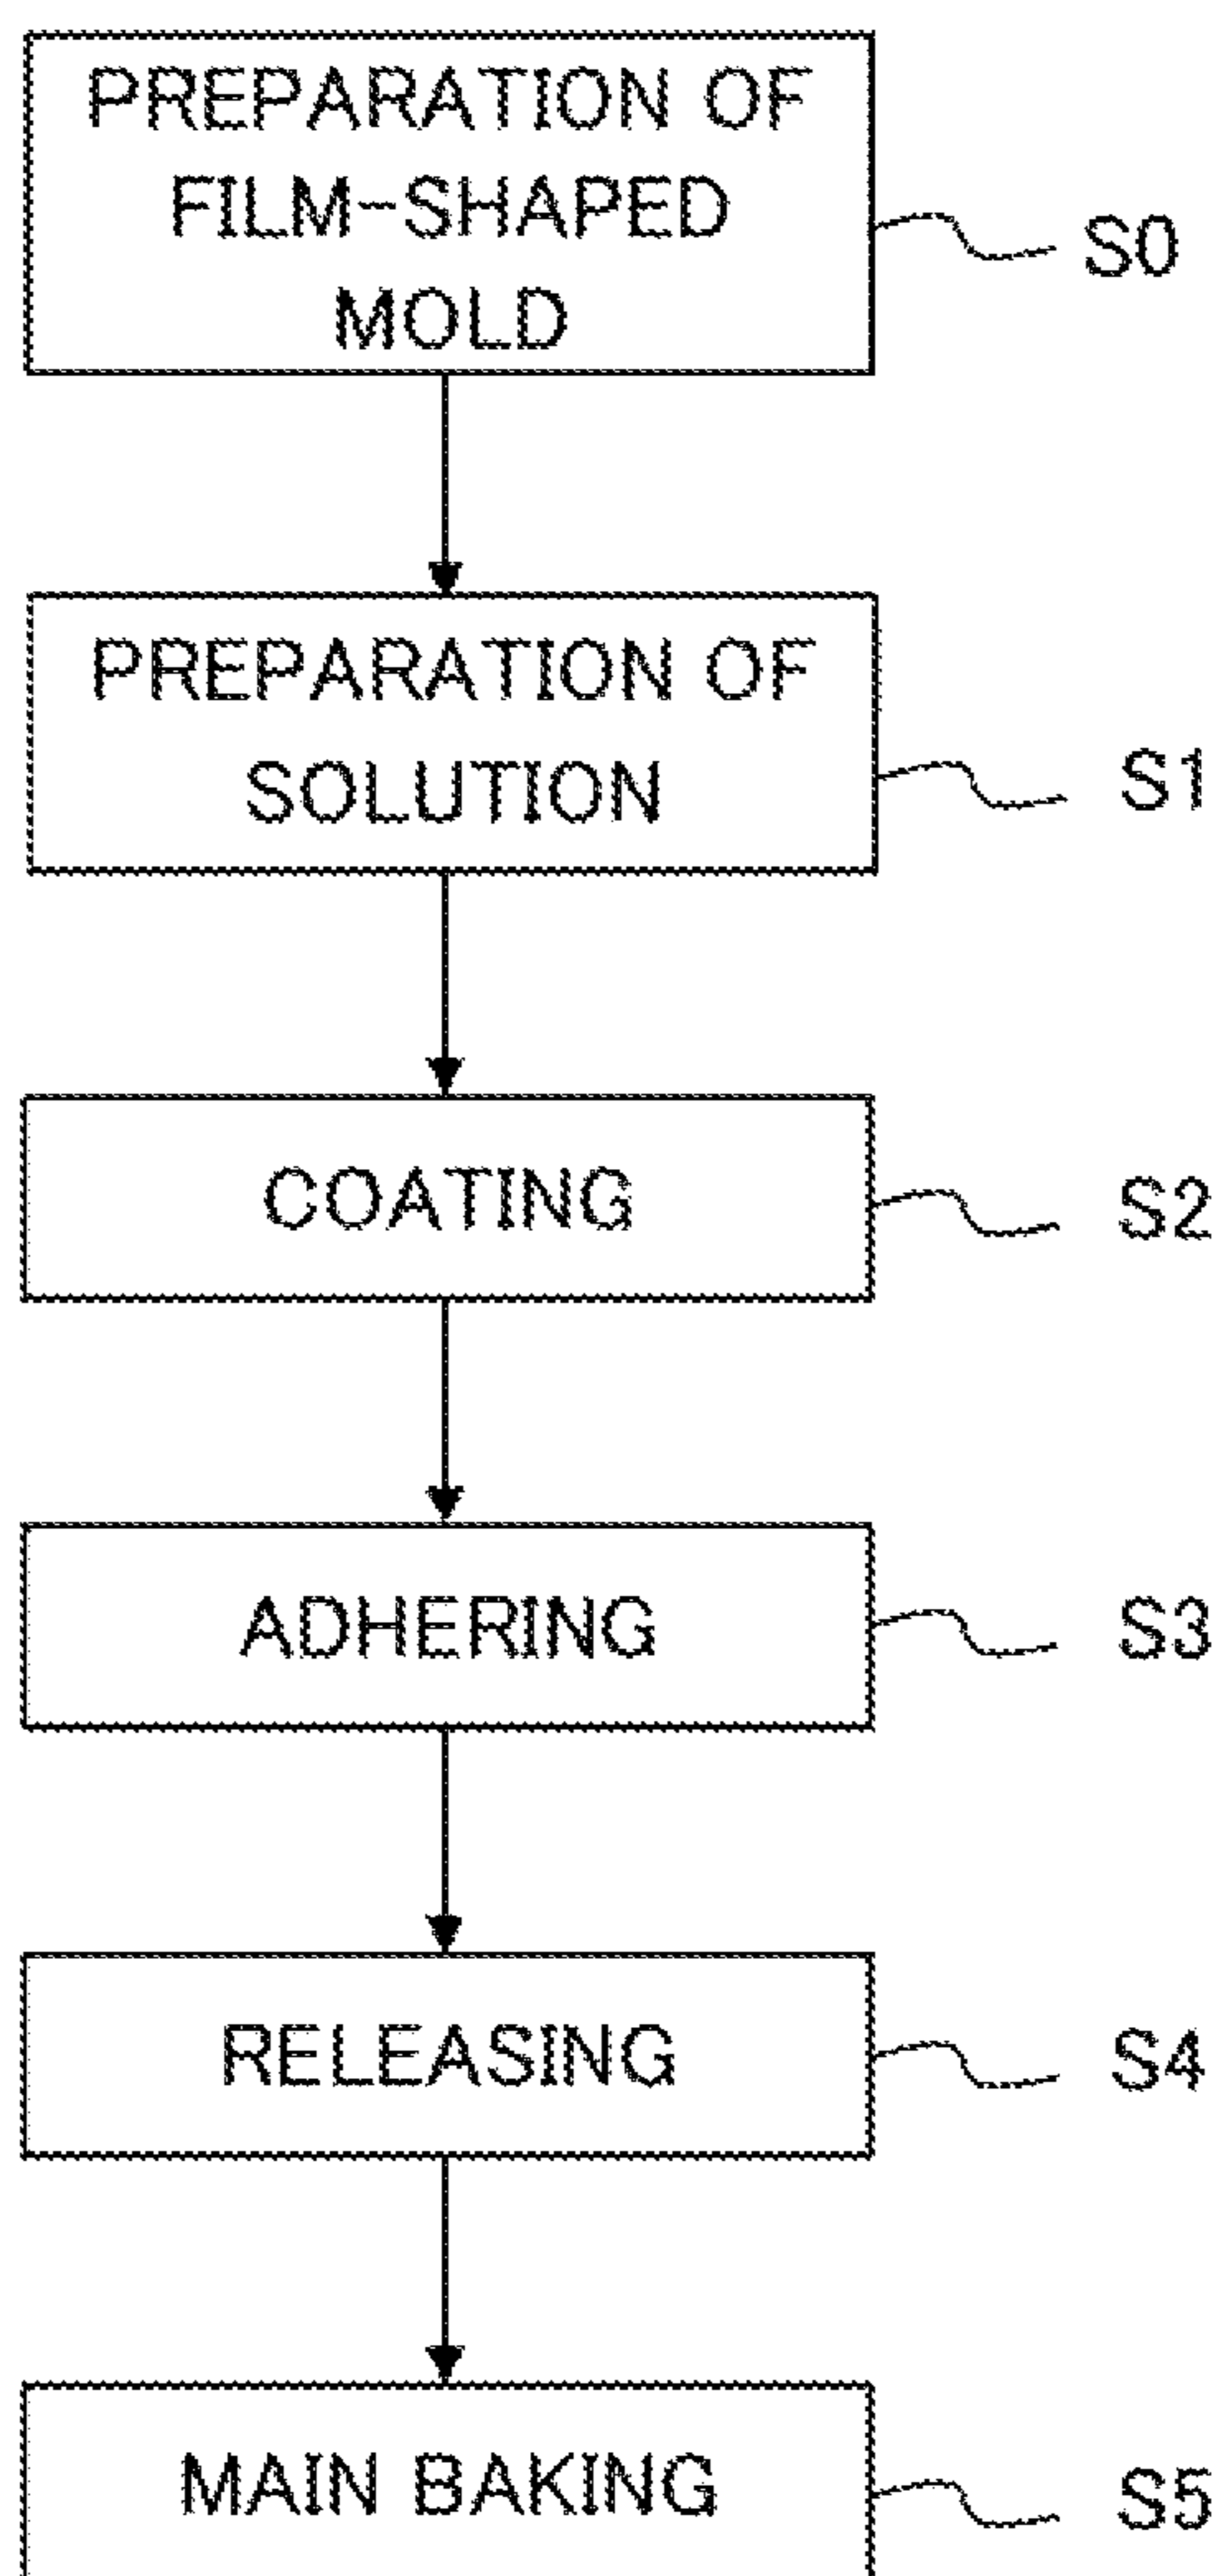 PREPARATION OF
FILM-SHAPED
MOLD
S0
PREPARATION OF
SOLUTION
S1
COATING
S2
ADHERING
S3
RELEASING
S4
MAIN BAKING
S5